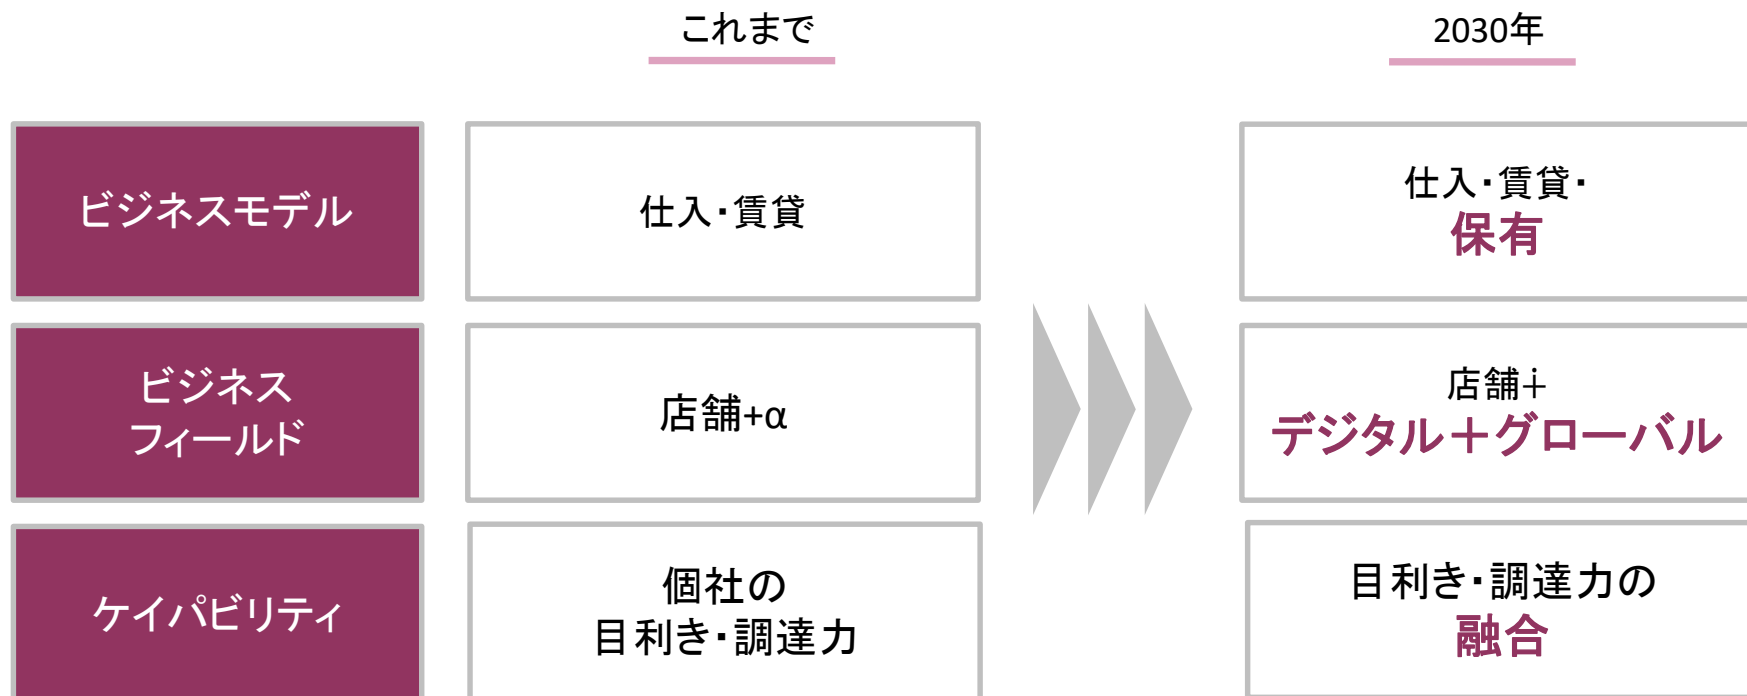 これまで
2030年
ビジネスモデル
仕入・賃貸
仕入・賃貸・
保有
ビジネス
フィールド
店舗+α
店舗＋
デジタル＋グローバル
ケイパビリティ
個社の
目利き・調達力
目利き・調達力の
融合